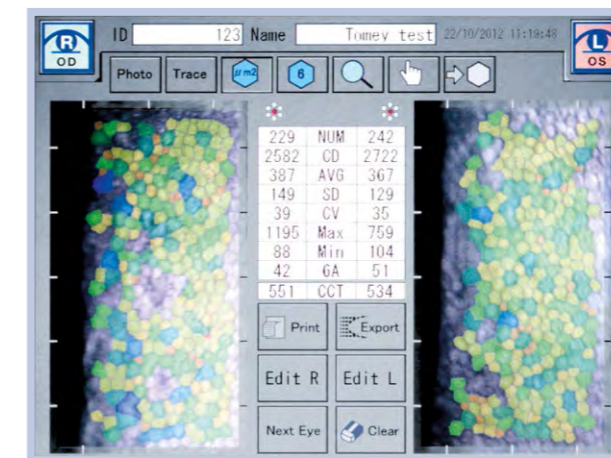 R OD ID 123 Name Tomey test 22/10/2012 11:19:48 L OS
Photo Trace μm2 6
229 NUM 242
2582 CD 2722
387 AVG 367
149 SD 129
39 CV 35
1195 Max 759
88 Min 104
42 6A 51
551 CCT 534
Print Export
Edit R Edit L
Next Eye Clear